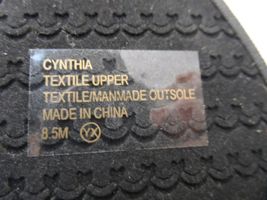 CYNTHIA
TEXTILE UPPER
TEXTILE/MANMADE OUTSOLE
MADE IN CHINA
8.5M YX